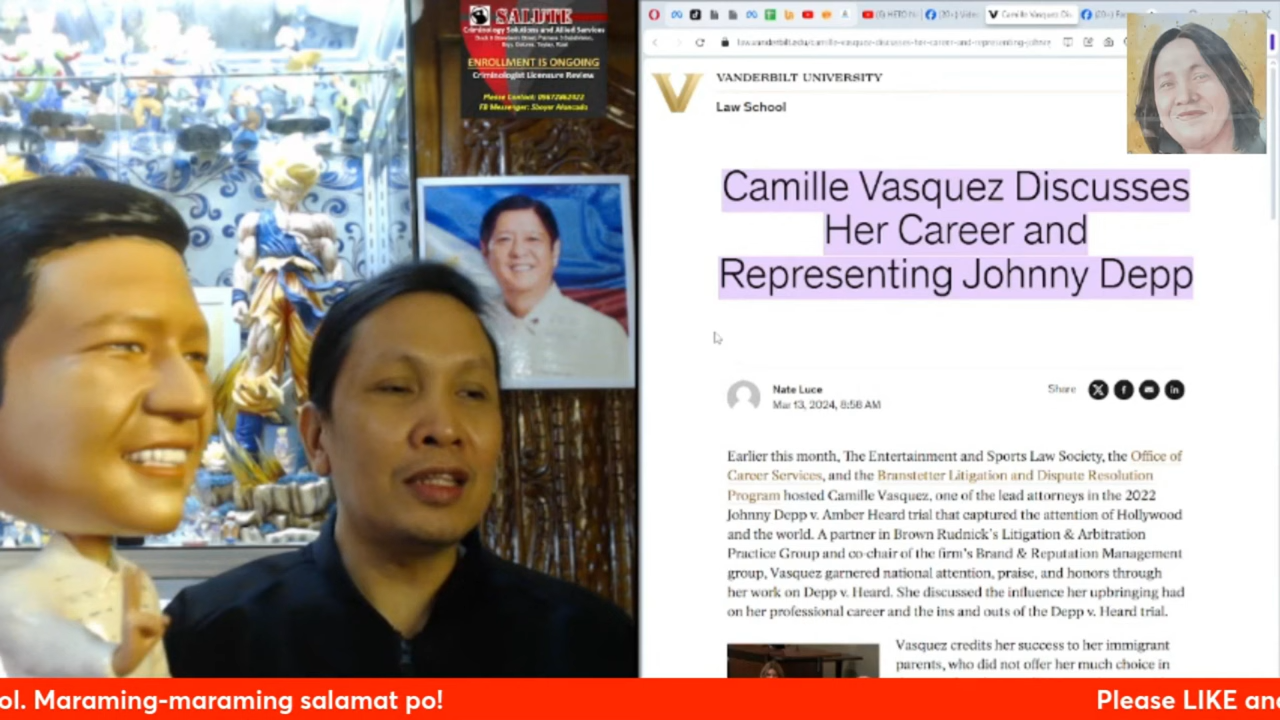 SALUTE
Criminology Solutions and Allied Services
ENROLLMENT IS ONGOING
Criminologist Licensure Review
VANDERBILT UNIVERSITY
Law School
Camille Vasquez Discusses
Her Career and
Representing Johnny Depp
Nate Luce
Mar 13, 2024, 8:58 AM
Share
Earlier this month, The Entertainment and Sports Law Society, the Office of
Career Services, and the Branstetter Litigation and Dispute Resolution
Program hosted Camille Vasquez, one of the lead attorneys in the 2022
Johnny Depp v. Amber Heard trial that captured the attention of Hollywood
and the world. A partner in Brown Rudnick's Litigation & Arbitration
Practice Group and co-chair of the firm's Brand & Reputation Management
group, Vasquez garnered national attention, praise, and honors through
her work on Depp v. Heard. She discussed the influence her upbringing had
on her professional career and the ins and outs of the Depp v. Heard trial.
Vasquez credits her success to her immigrant
parents, who did not offer her much choice in
ol. Maraming-maraming salamat po!
Please LIKE and